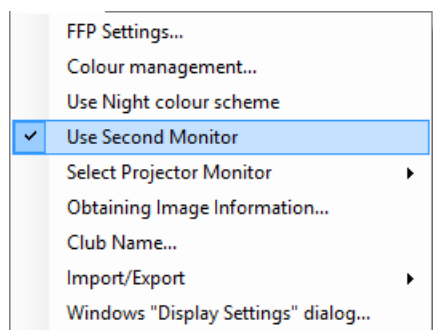 FFP Settings...
Colour management...
Use Night colour scheme
Use Second Monitor
Select Projector Monitor
Obtaining Image Information...
Club Name...
Import/Export
Windows "Display Settings" dialog...